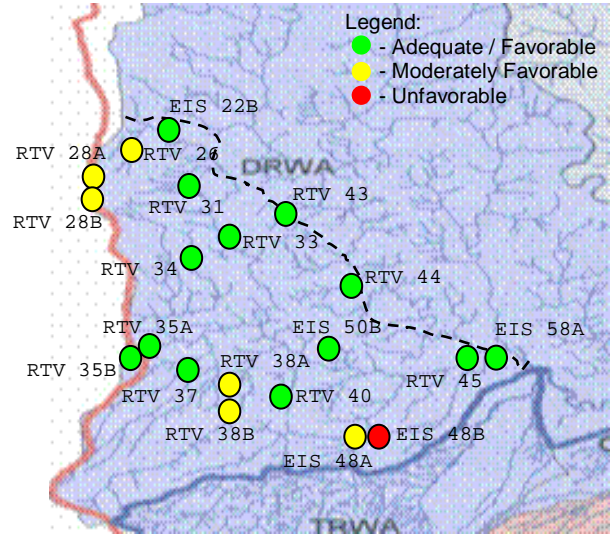 Legend:
- Adequate / Favorable
- Moderately Favorable
- Unfavorable
EIS 22B
RTV 28A
RTV 26
DRWA
RTV 31
RTV 43
RTV 28B
RTV 33
RTV 34
RTV 44
RTV 35A
EIS 50B
EIS 58A
RTV 35B
RTV 38A
RTV 45
RTV 37
RTV 40
RTV 38B
EIS 48B
EIS 48A
TRWA